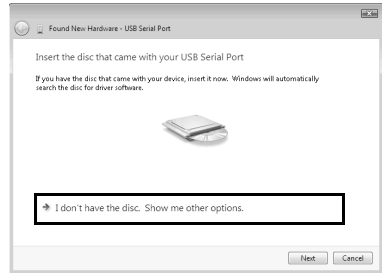 Found New Hardware - USB Serial Port
Insert the disc that came with your USB Serial Port
If you have the disc that came with your device, insert it now.  Windows will automatically
search the disc for driver software.
I don't have the disc.  Show me other options.
Next
Cancel